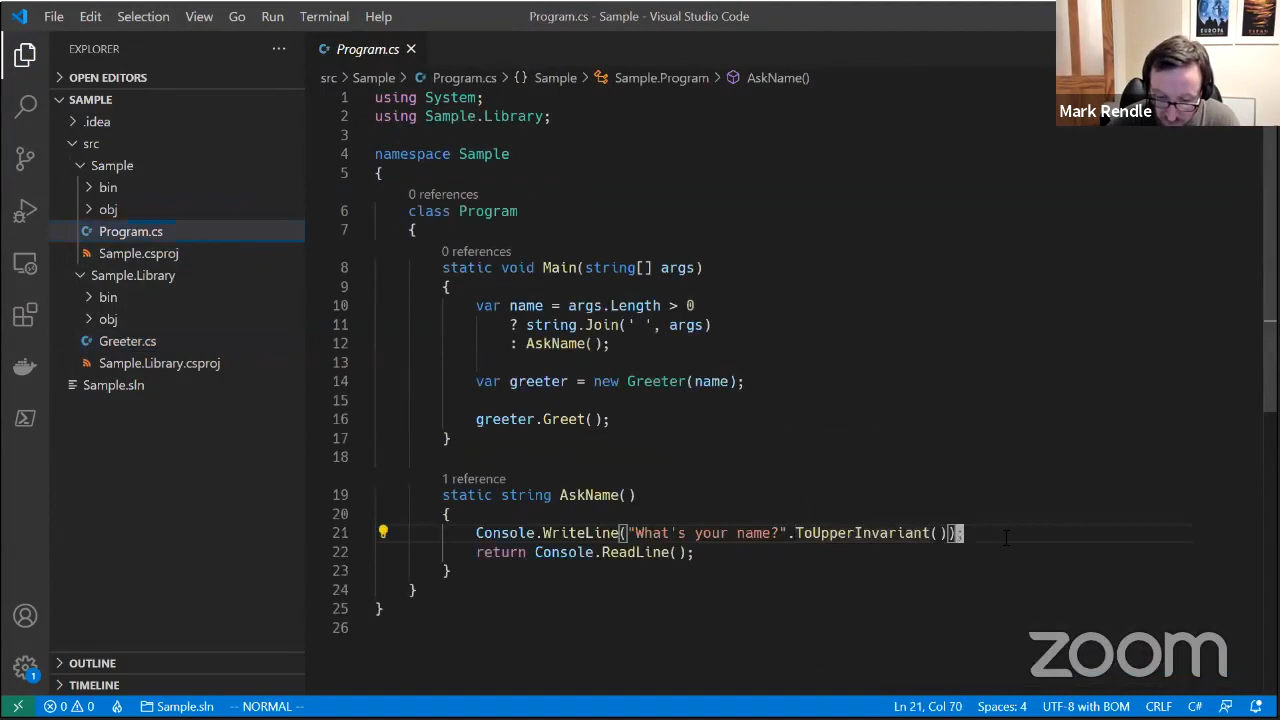 File Edit Selection View Go Run Terminal Help
Program.cs - Sample - Visual Studio Code
EUROPA
TITAN
Mark Rendle
EXPLORER
OPEN EDITORS
SAMPLE
.idea
src
Sample
bin
obj
Program.cs
Sample.csproj
Sample.Library
bin
obj
Greeter.cs
Sample.Library.csproj
Sample.sln
OUTLINE
TIMELINE
Program.cs
src > Sample > Program.cs > {} Sample > Sample.Program > AskName()
1 using System;
2 using Sample.Library;
3
4 namespace Sample
5 {
0 references
6 class Program
7 {
0 references
8 static void Main(string[] args)
9 {
10 var name = args.Length > 0
11 ? string.Join(' ', args)
12 : AskName();
13
14 var greeter = new Greeter(name);
15
16 greeter.Greet();
17 }
18
1 reference
19 static string AskName()
20 {
21 Console.WriteLine("What's your name?".ToUpperInvariant());
22 return Console.ReadLine();
23 }
24 }
25 }
26
zoom
1
0 0 Sample.sln -- NORMAL -- Ln 21, Col 70 Spaces: 4 UTF-8 with BOM CRLF C#